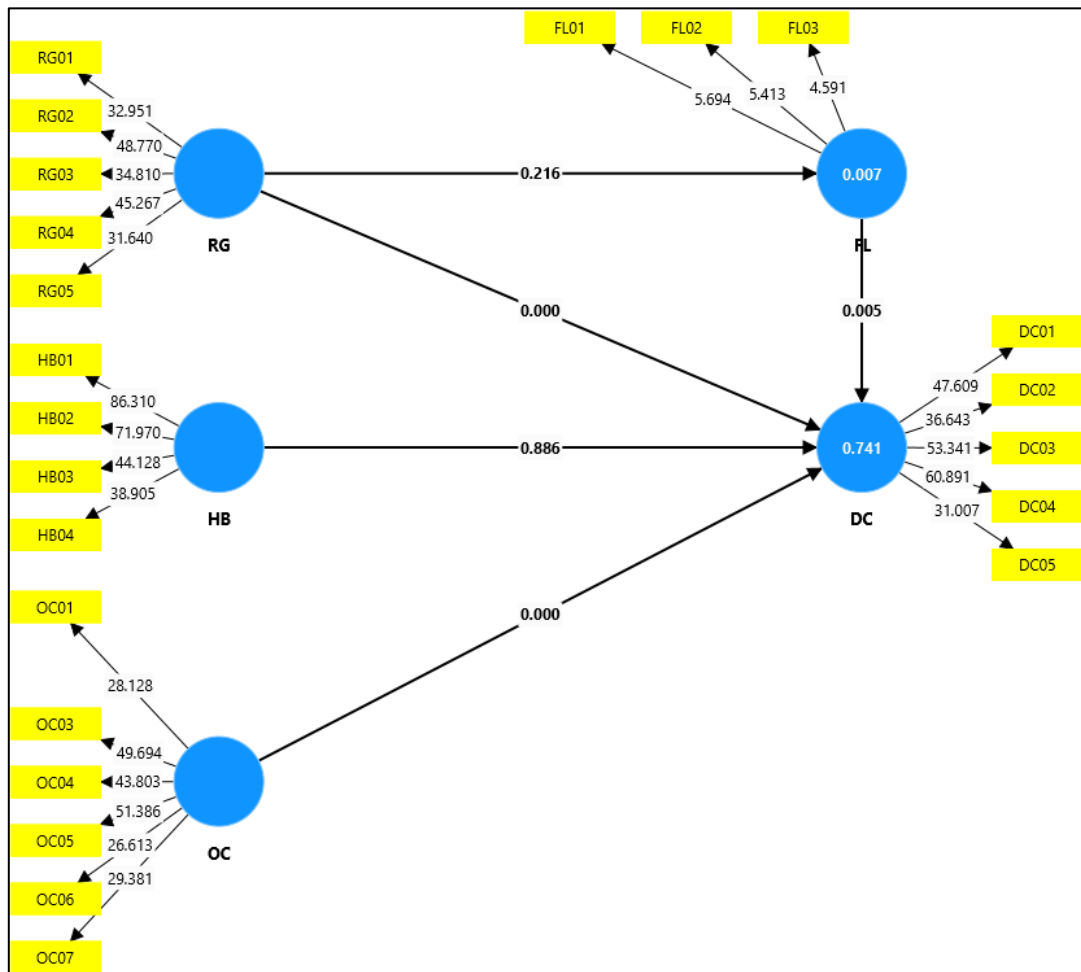 FL01
FL02
FL03
5.694
5.413
4.591
RG01
RG02
RG03
RG04
RG05
32.951
48.770
34.810
45.267
31.640
RG
0.216
0.007
FL
0.000
0.005
HB01
HB02
HB03
HB04
86.310
71.970
44.128
38.905
HB
0.886
0.741
DC
47.609
36.643
53.341
60.891
31.007
DC01
DC02
DC03
DC04
DC05
OC01
OC03
OC04
OC05
OC06
OC07
28.128
49.694
43.803
51.386
26.613
29.381
OC
0.000